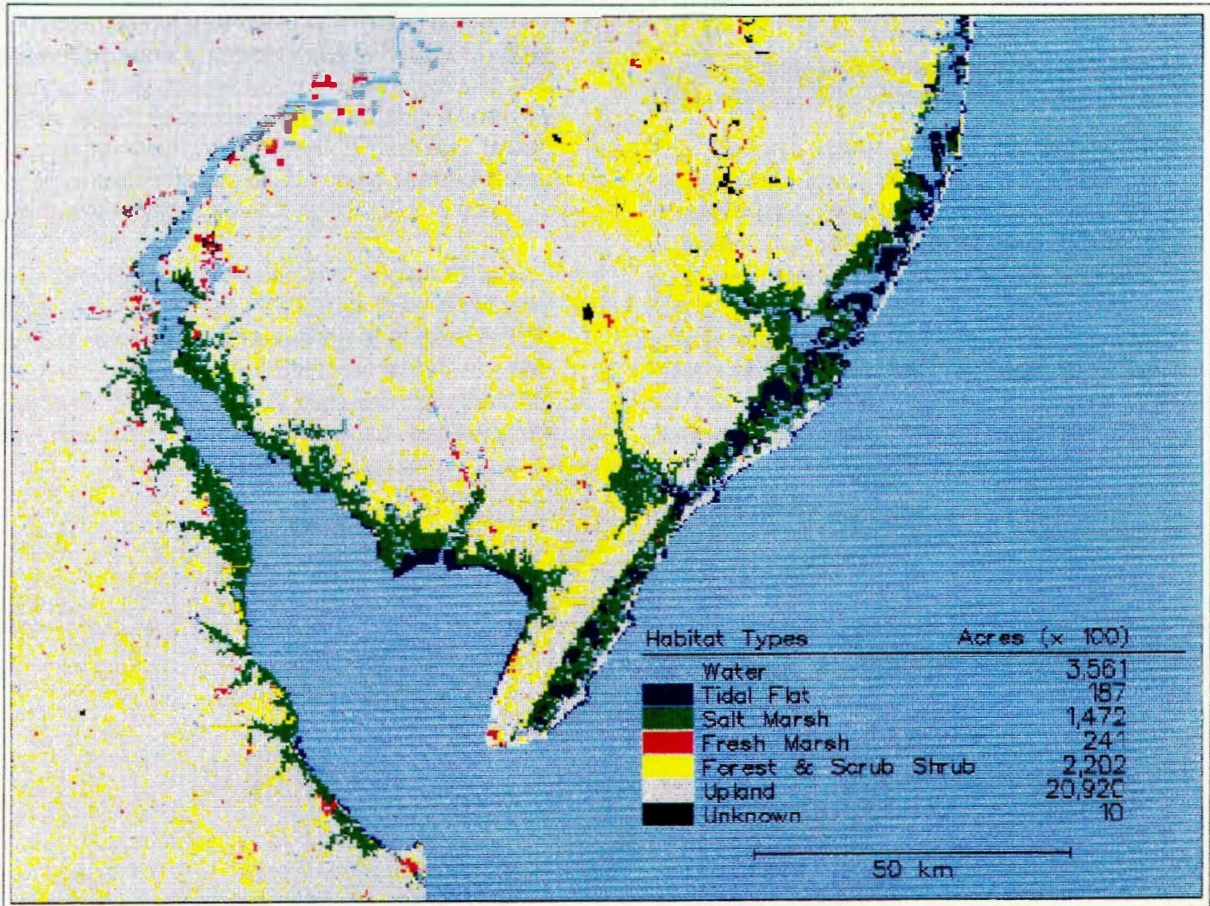 Habitat Types Acres (x 100)
Water 3,561
Tidal Flat 187
Salt Marsh 1,472
Fresh Marsh 241
Forest & Scrub Shrub 2,202
Upland 20,920
Unknown 10
50 km